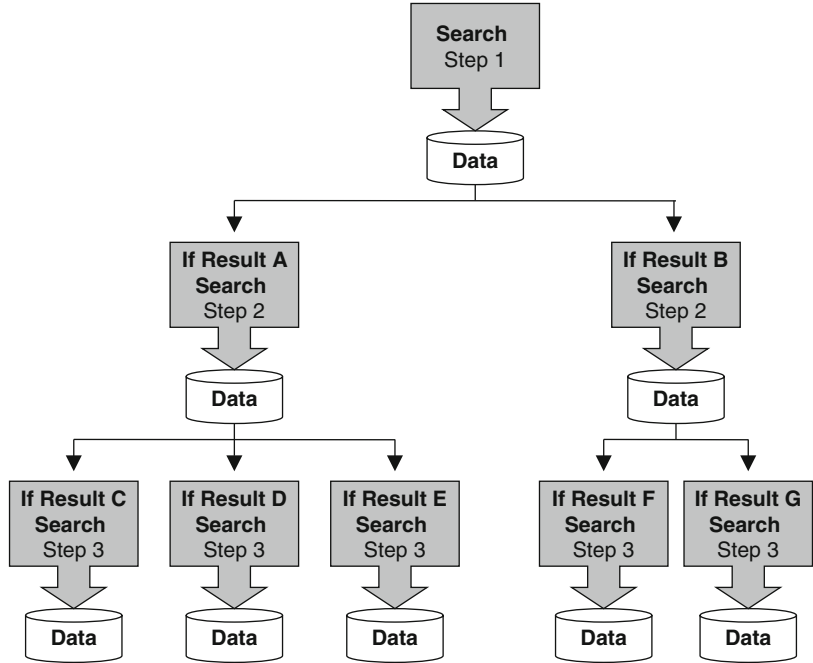 Search
Step 1
Data
If Result A
Search
Step 2
If Result B
Search
Step 2
Data
Data
If Result C
Search
Step 3
If Result D
Search
Step 3
If Result E
Search
Step 3
If Result F
Search
Step 3
If Result G
Search
Step 3
Data
Data
Data
Data
Data